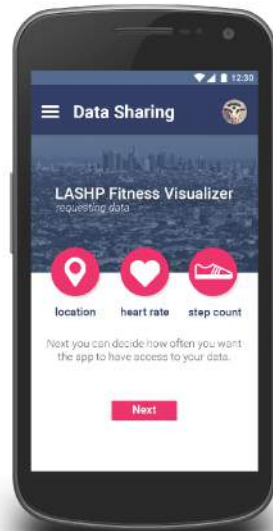 12:30
Data Sharing
LASHP Fitness Visualizer
requesting data
location heart rate step count
Next you can decide how often you want
the app to have access to your data.
Next